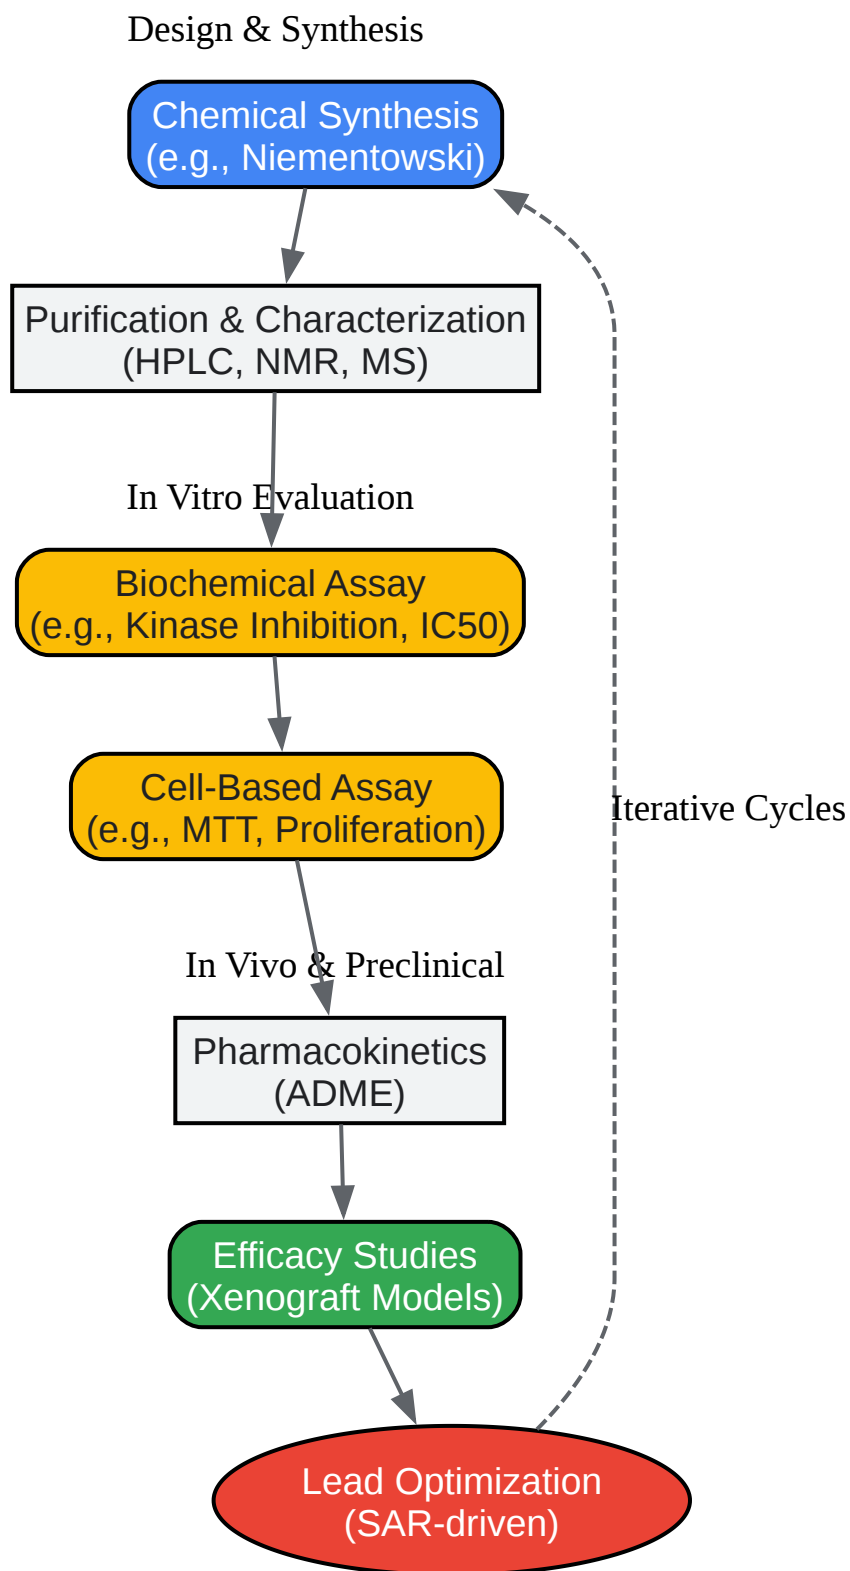 Design & Synthesis
Chemical Synthesis
(e.g., Niementowski)
Purification & Characterization
(HPLC, NMR, MS)
In Vitro Evaluation
Biochemical Assay
(e.g., Kinase Inhibition, IC50)
Cell-Based Assay
(e.g., MTT, Proliferation)
Iterative Cycles
In Vivo & Preclinical
Pharmacokinetics
(ADME)
Efficacy Studies
(Xenograft Models)
Lead Optimization
(SAR-driven)